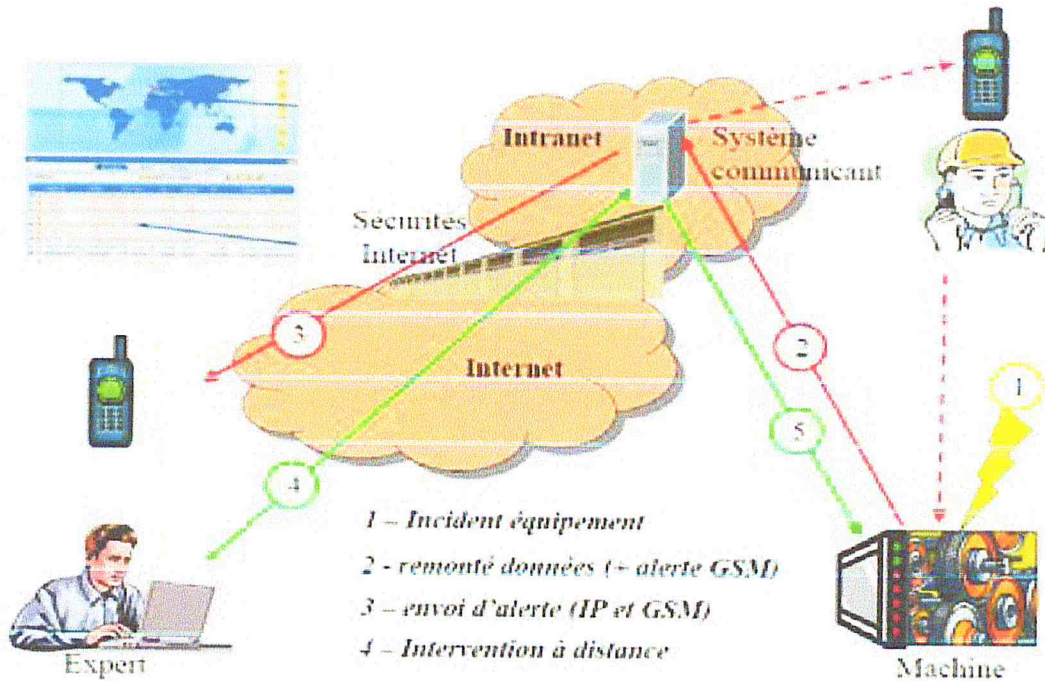 Intranet
Système
communicant
Sécurités
Internet
3
Internet
2
1
5
4
1 – Incident équipement
2 - remonté données (+ alerte GSM)
3 – envoi d'alerte (IP et GSM)
4 – Intervention à distance
Expert
Machine